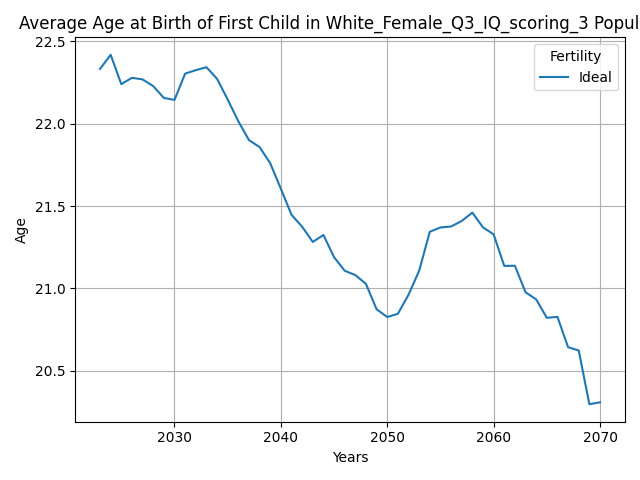 Average Age at Birth of First Child in White_Female_Q3_IQ_scoring_3 Popul
22.5
22.0
21.5
21.0
20.5
Age
Fertility
Ideal
2030 2040 2050 2060 2070
Years